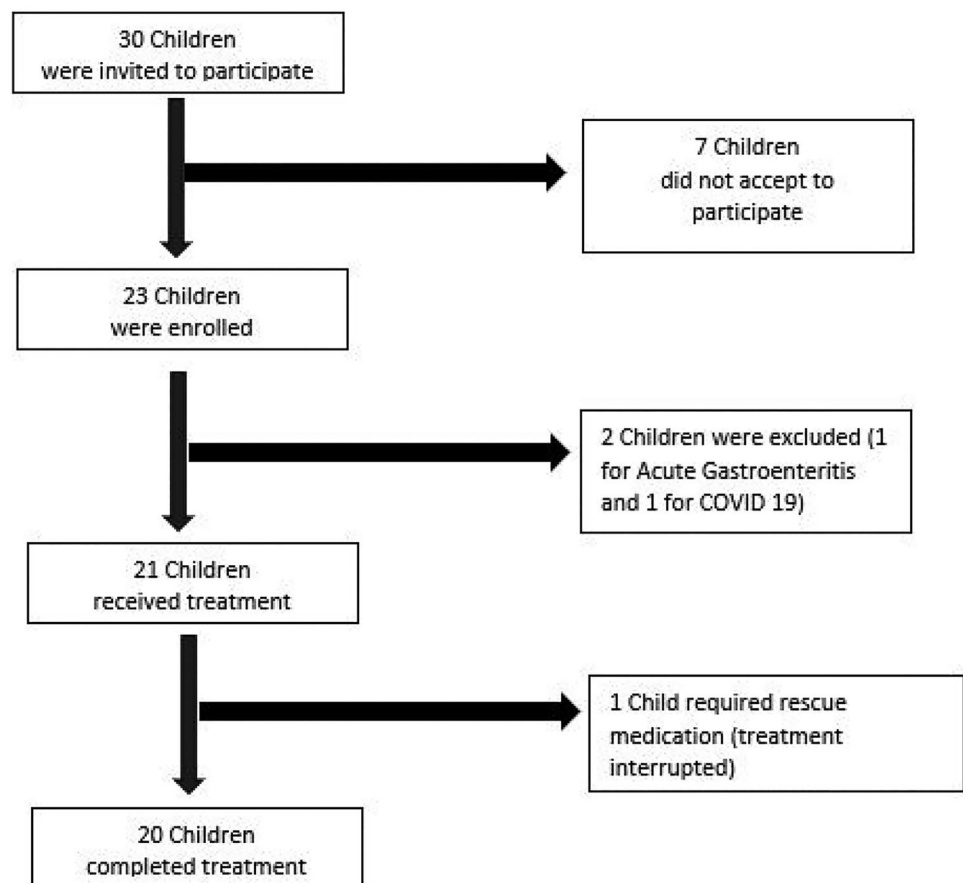 30 Children
were invited to participate
7 Children
did not accept to
participate
23 Children
were enrolled
2 Children were excluded (1
for Acute Gastroenteritis
and 1 for COVID 19)
21 Children
received treatment
1 Child required rescue
medication (treatment
interrupted)
20 Children
completed treatment